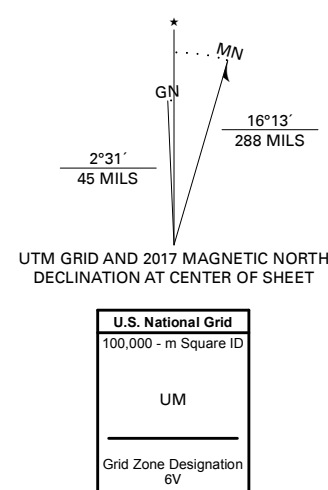 ★
MN
GN
16°13´
288 MILS
2°31´
45 MILS
UTM GRID AND 2017 MAGNETIC NORTH
DECLINATION AT CENTER OF SHEET
U.S. National Grid
100,000 - m Square ID
UM
Grid Zone Designation
6V